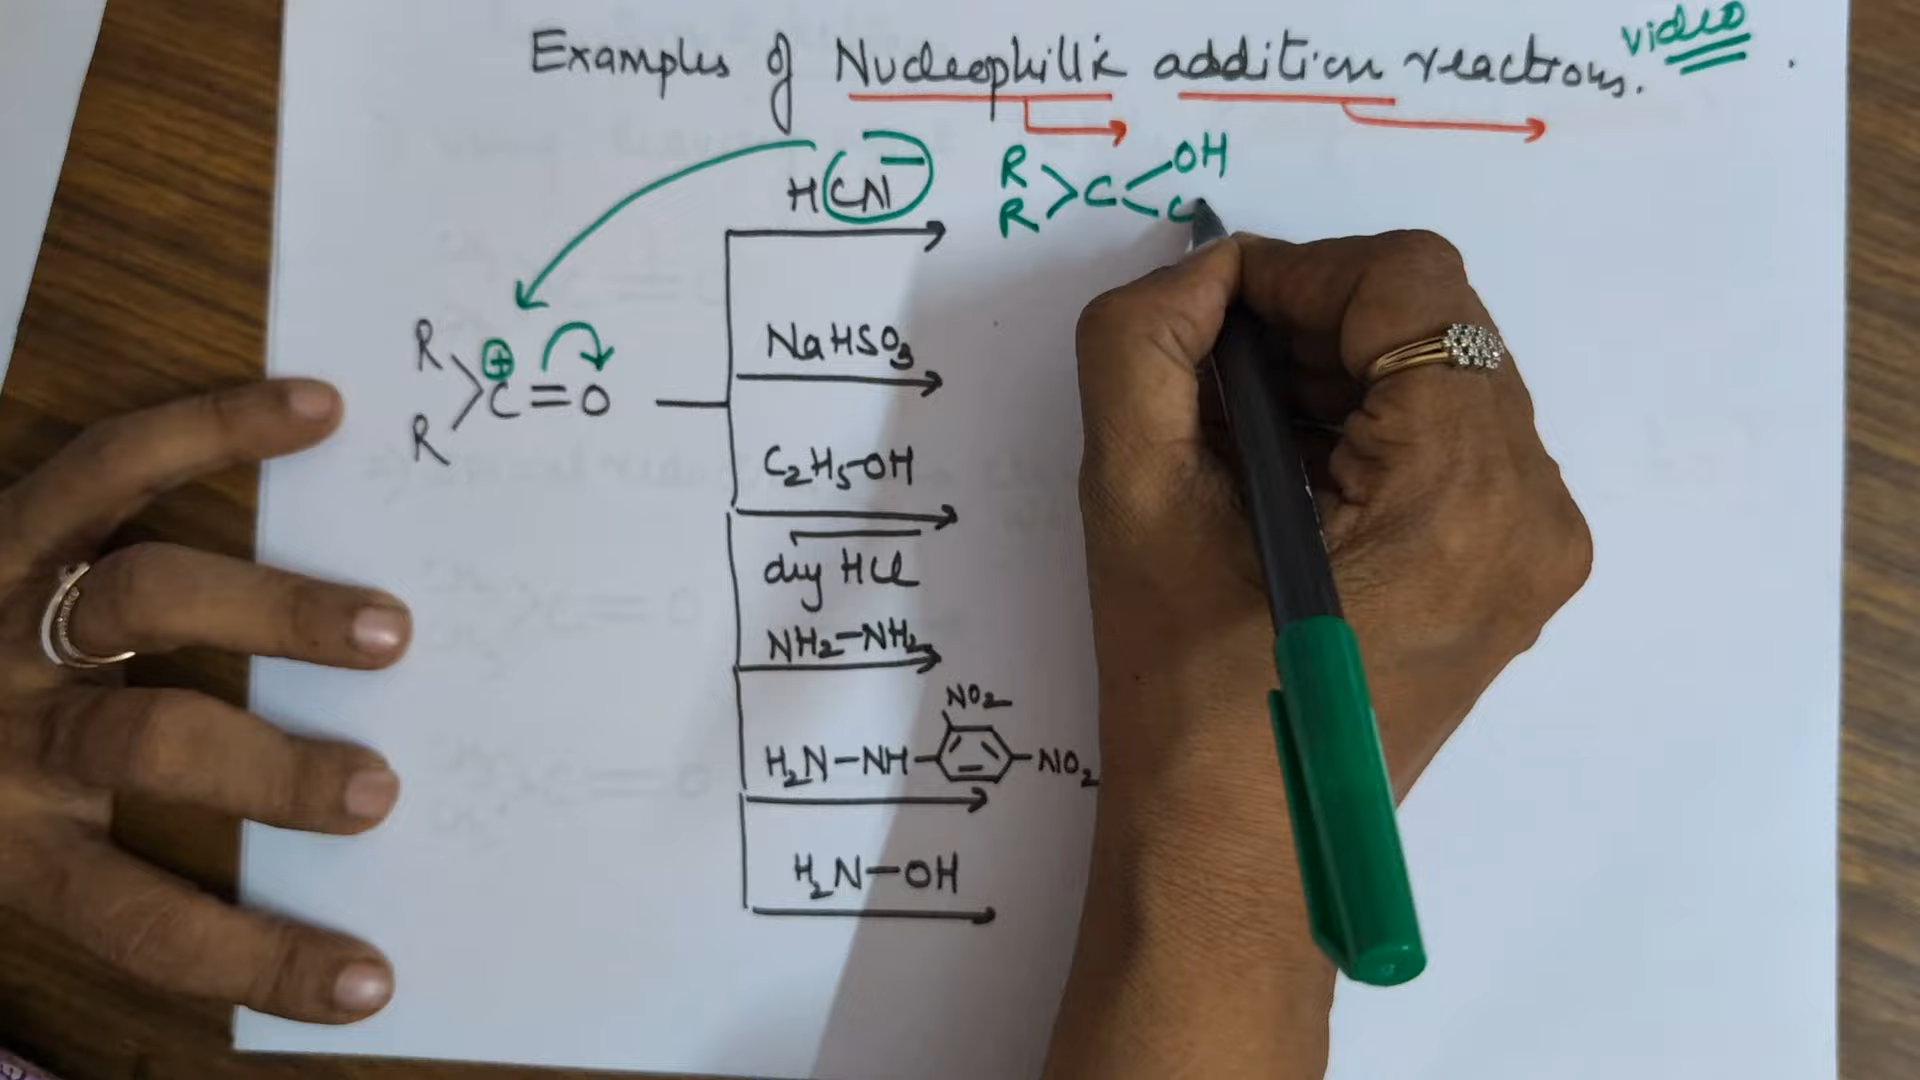 Examples of Nucleophillic addition reactions. video
HCN⁻
R
R >C< OH
C
NaHSO3
R
R >C=O
⊕
C2H5-OH
dry HCl
NH2-NH2
NO2
H2N-NH- -NO2
H2N-OH